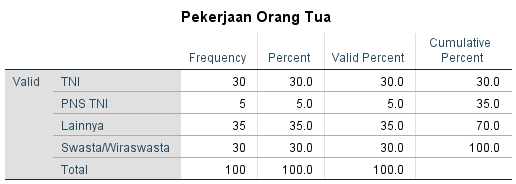 Pekerjaan Orang Tua
Frequency Percent Valid Percent Cumulative Percent
Valid TNI 30 30.0 30.0 30.0
PNS TNI 5 5.0 5.0 35.0
Lainnya 35 35.0 35.0 70.0
Swasta/Wiraswasta 30 30.0 30.0 100.0
Total 100 100.0 100.0